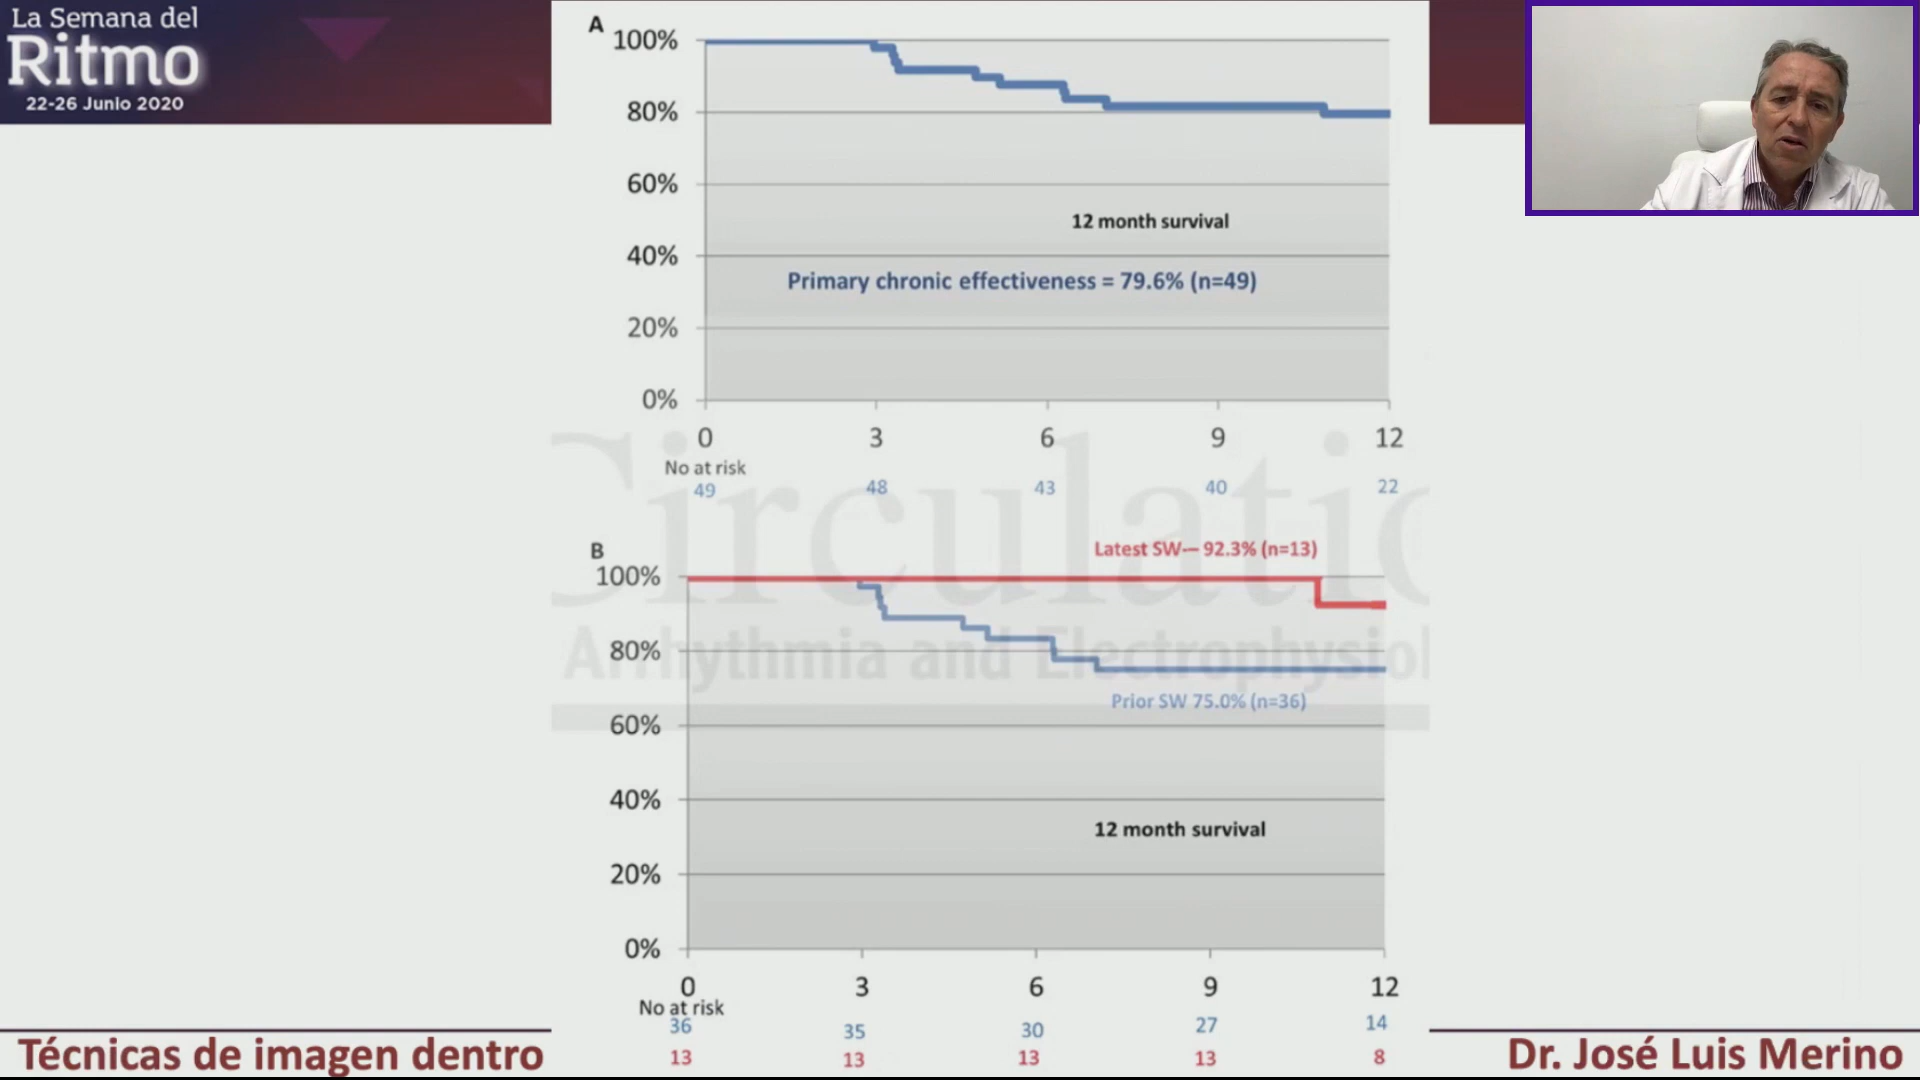 La Semana del
Ritmo
22-26 Junio 2020
A
100%
80%
60%
40%
20%
0%
12 month survival
Primary chronic effectiveness = 79.6% (n=49)
0 3 6 9 12
No at risk
49 48 43 40 22
Circulatio
Arrhythmia and Electrophysiol
B
Latest SW— 92.3% (n=13)
100%
80%
60%
40%
20%
0%
Prior SW 75.0% (n=36)
12 month survival
0 3 6 9 12
No at risk
36 35 30 27 14
13 13 13 13 8
Técnicas de imagen dentro
Dr. José Luis Merino